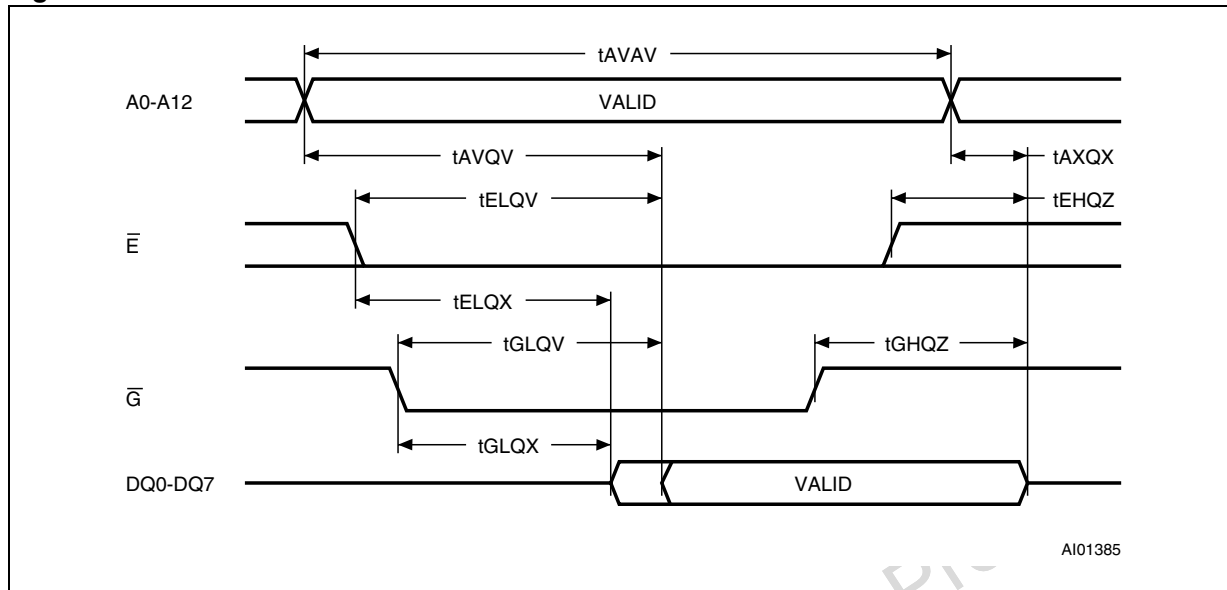 tAVAV
A0-A12
VALID
tAVQV
tAXQX
tELQV
tEHQZ
E̅
tELQX
tGLQV
tGHQZ
G̅
tGLQX
DQ0-DQ7
VALID
AI01385